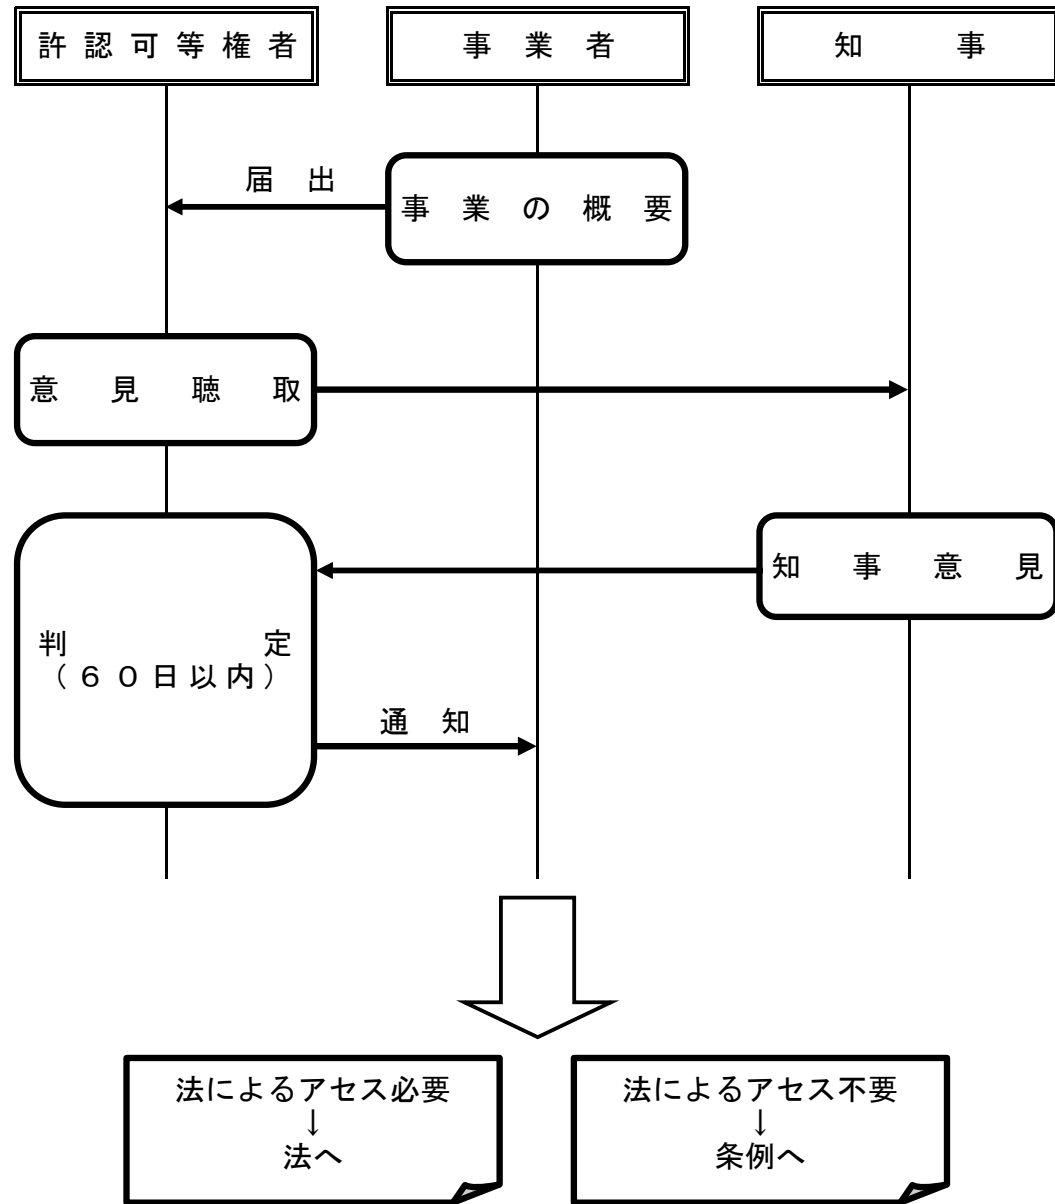 許認可等権者
事業者
知事
届出
事業の概要
意見聴取
知事意見
判定
(６０日以内)
通知
法によるアセス必要
↓
法へ
法によるアセス不要
↓
条例へ